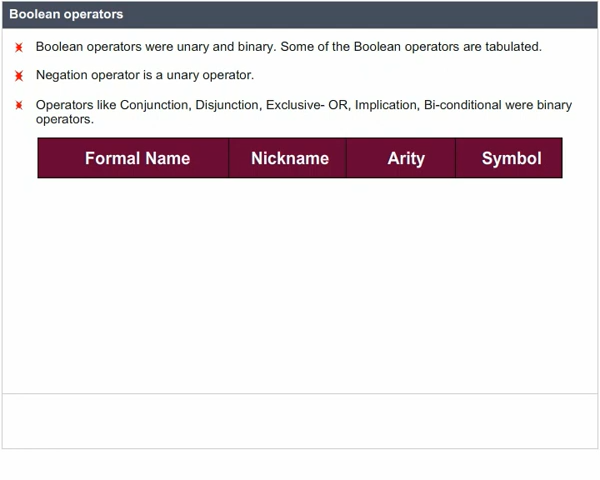 Boolean operators
Boolean operators were unary and binary. Some of the Boolean operators are tabulated.
Negation operator is a unary operator.
Operators like Conjunction, Disjunction, Exclusive- OR, Implication, Bi-conditional were binary
operators.
Formal Name Nickname Arity Symbol